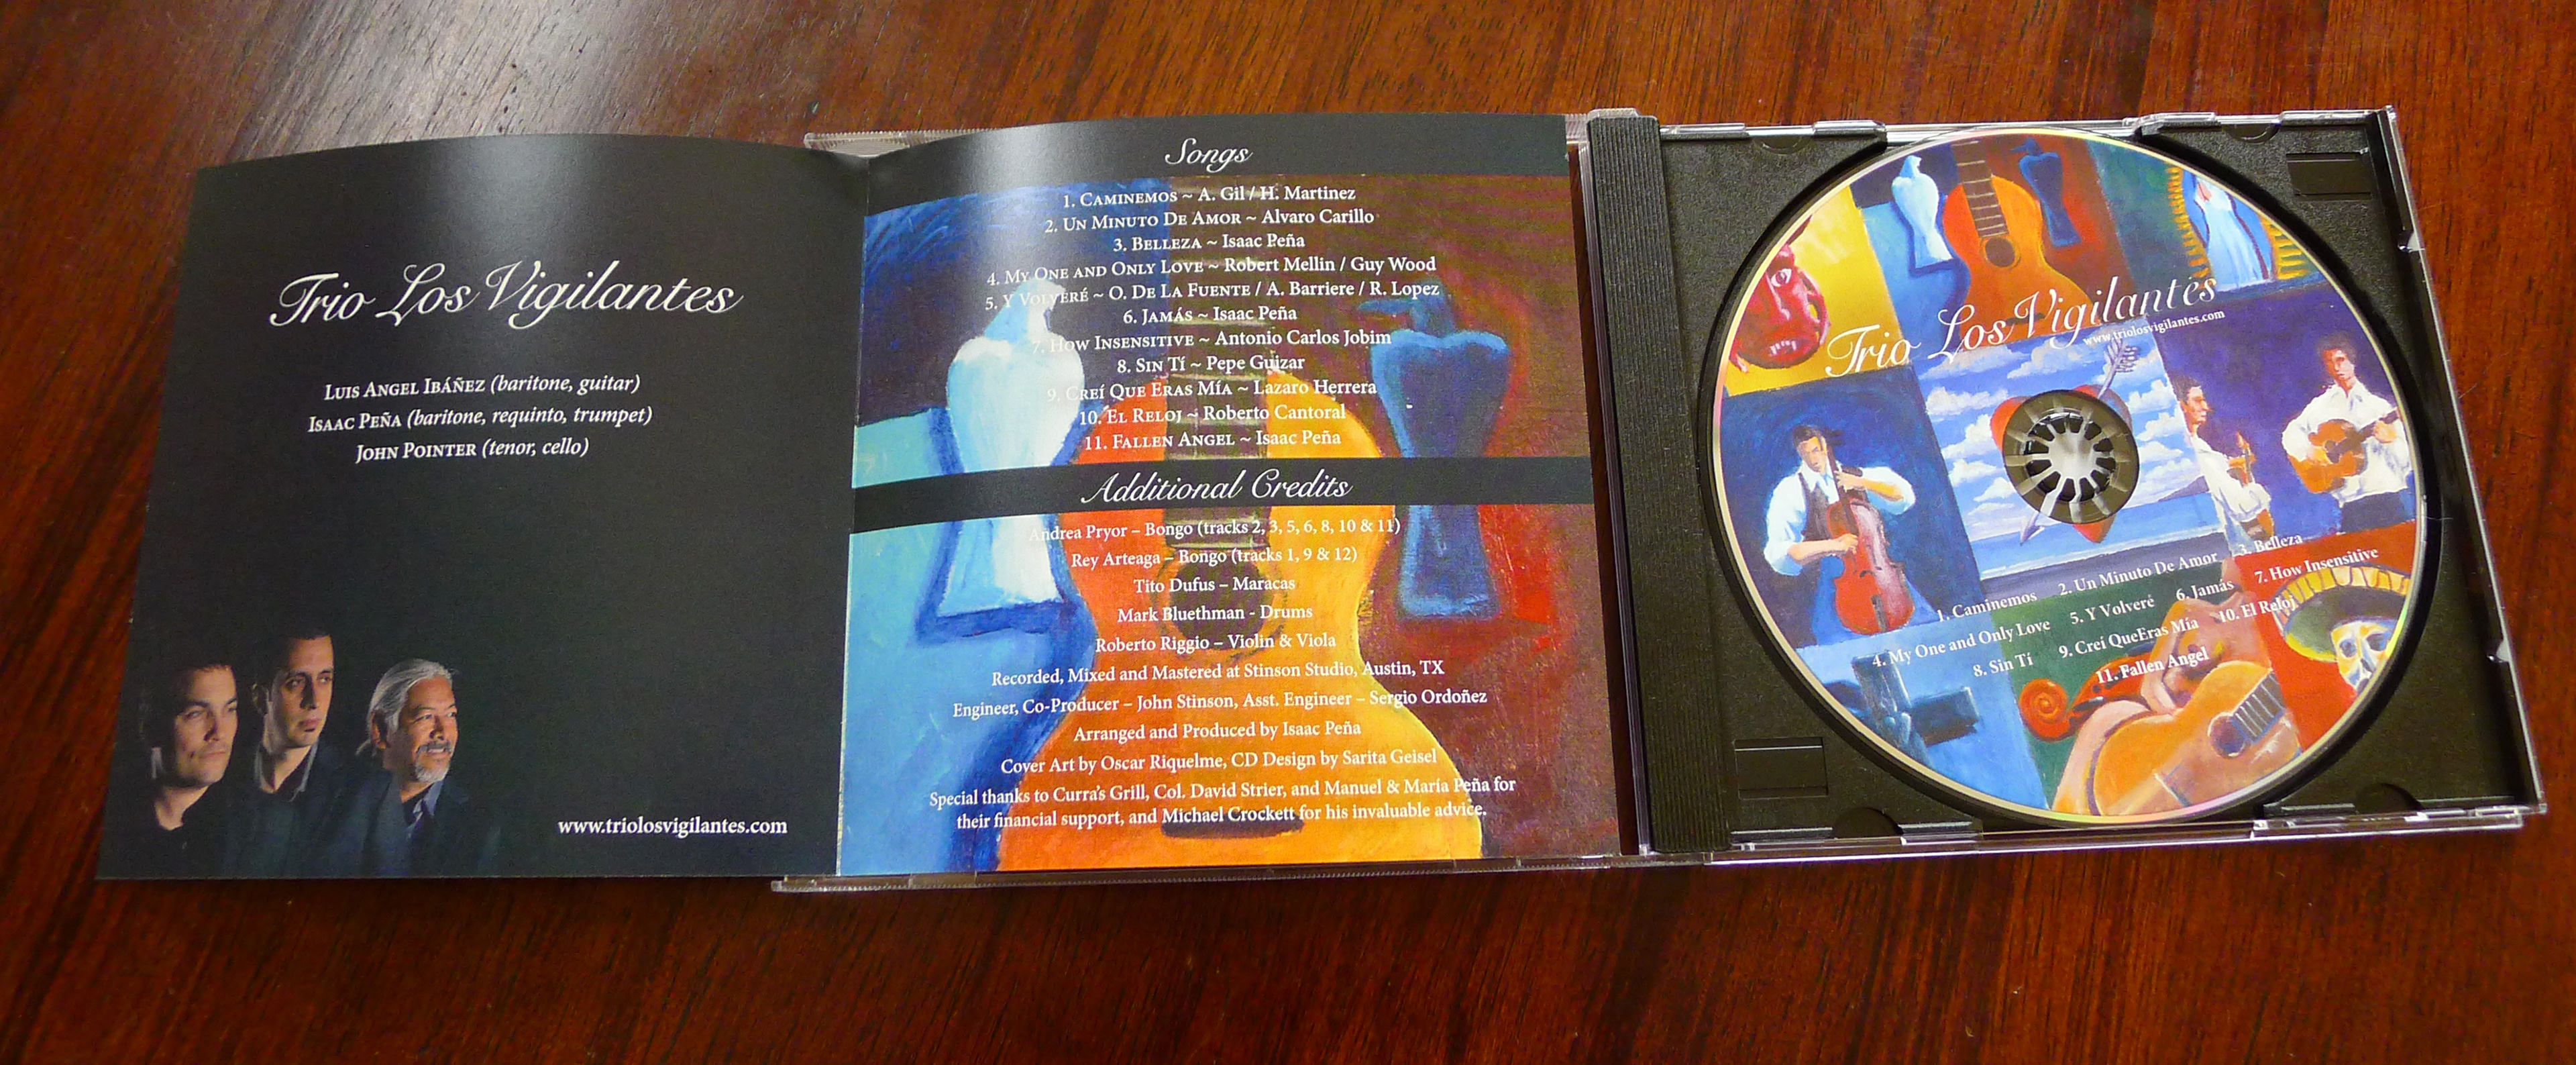 Trio Los Vigilantes
LUIS ANGEL IBÁÑEZ (baritone, guitar)
ISAAC PEÑA (baritone, requinto, trumpet)
JOHN POINTER (tenor, cello)
www.triolosvigilantes.com
Songs
1. CAMINEMOS ~ A. Gil / H. Martinez
2. UN MINUTO DE AMOR ~ Alvaro Carillo
3. BELLEZA ~ Isaac Peña
4. MY ONE AND ONLY LOVE ~ Robert Mellin / Guy Wood
5. Y VOLVERÉ ~ O. DE LA FUENTE / A. Barriere / R. Lopez
6. JAMÁS ~ Isaac Peña
7. HOW INSENSITIVE ~ Antonio Carlos Jobim
8. SIN TÍ ~ Pepe Guizar
9. CREÍ QUE ERAS MÍA ~ Lazaro Herrera
10. EL RELOJ ~ Roberto Cantoral
11. FALLEN ANGEL ~ Isaac Peña
Additional Credits
Andrea Pryor – Bongo (tracks 2, 3, 5, 6, 8, 10 & 11)
Rey Arteaga – Bongo (tracks 1, 9 & 12)
Tito Dufus – Maracas
Mark Bluethman - Drums
Roberto Riggio – Violin & Viola
Recorded, Mixed and Mastered at Stinson Studio, Austin, TX
Engineer, Co-Producer – John Stinson, Asst. Engineer – Sergio Ordoñez
Arranged and Produced by Isaac Peña
Cover Art by Oscar Riquelme, CD Design by Sarita Geisel
Special thanks to Curra's Grill, Col. David Strier, and Manuel & María Peña for
their financial support, and Michael Crockett for his invaluable advice.
Trio Los Vigilantes
www.triolosvigilantes.com
1. Caminemos 2. Un Minuto De Amor 3. Belleza
4. My One and Only Love 5. Y Volveré 6. Jamás 7. How Insensitive
8. Sin Tí 9. Creí QueEras Mía 10. El Reloj
11. Fallen Angel